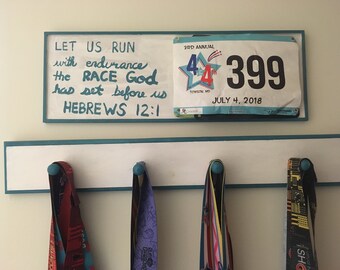 LET US RUN
with endurance
the RACE God
has set before us
HEBREWS 12:1
ANNUAL
4
4
399
JULY 4, 2018